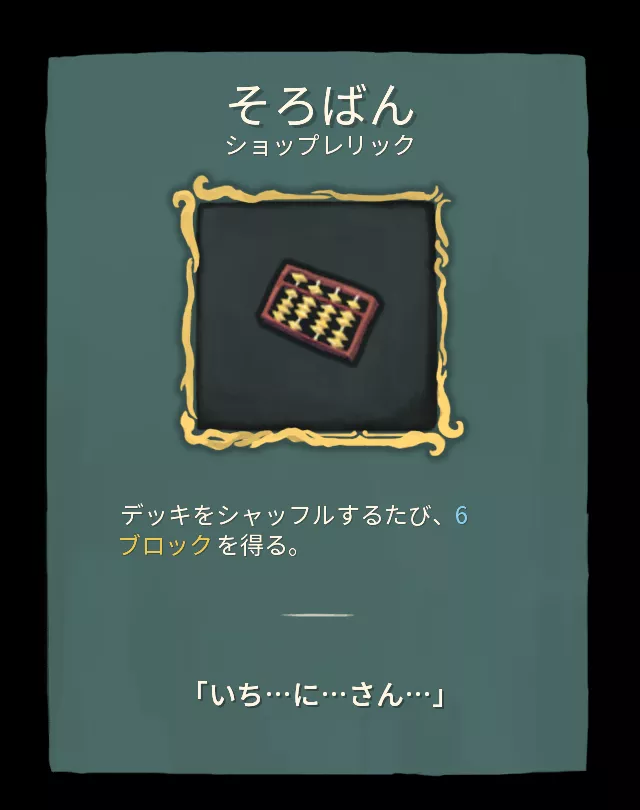 そろばん
ショップレリック
デッキをシャッフルするたび、6
ブロックを得る。
「いち…に…さん…」